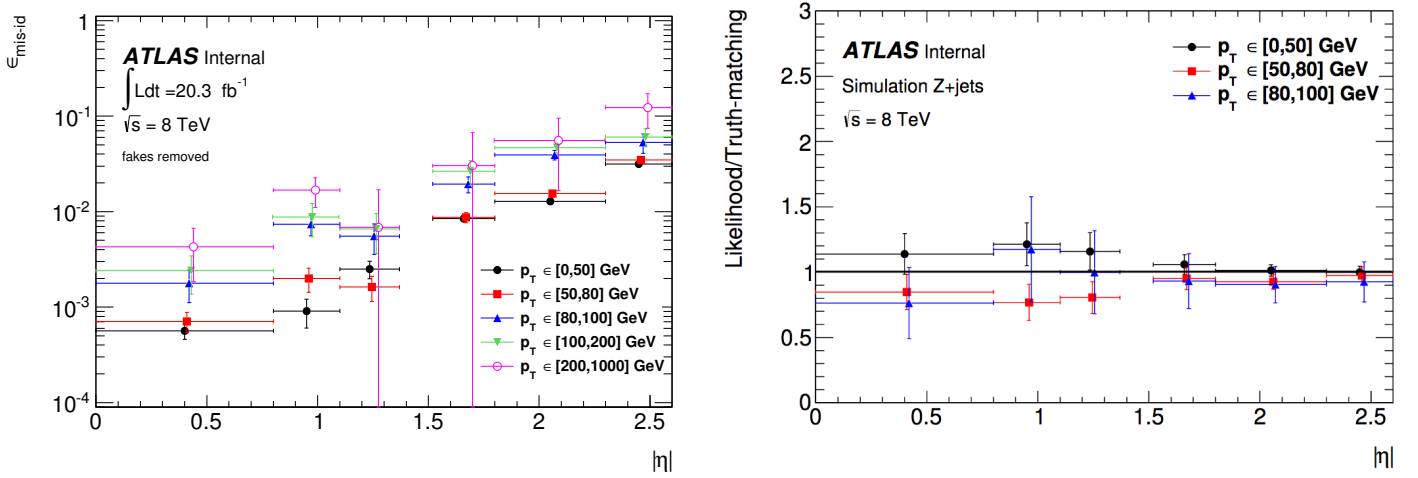 ϵ_mis-id
1
10^-1
10^-2
10^-3
10^-4
ATLAS Internal
∫Ldt =20.3 fb^-1
√s = 8 TeV
fakes removed
p_T ∈ [0,50] GeV
p_T ∈ [50,80] GeV
p_T ∈ [80,100] GeV
p_T ∈ [100,200] GeV
p_T ∈ [200,1000] GeV
0 0.5 1 1.5 2 2.5
|η|
Likelihood/Truth-matching
3
2.5
2
1.5
1
0.5
0
ATLAS Internal
Simulation Z+jets
√s = 8 TeV
p_T ∈ [0,50] GeV
p_T ∈ [50,80] GeV
p_T ∈ [80,100] GeV
0 0.5 1 1.5 2 2.5
|η|